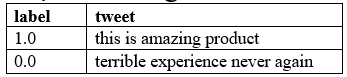 label tweet
1.0 this is amazing product
0.0 terrible experience never again